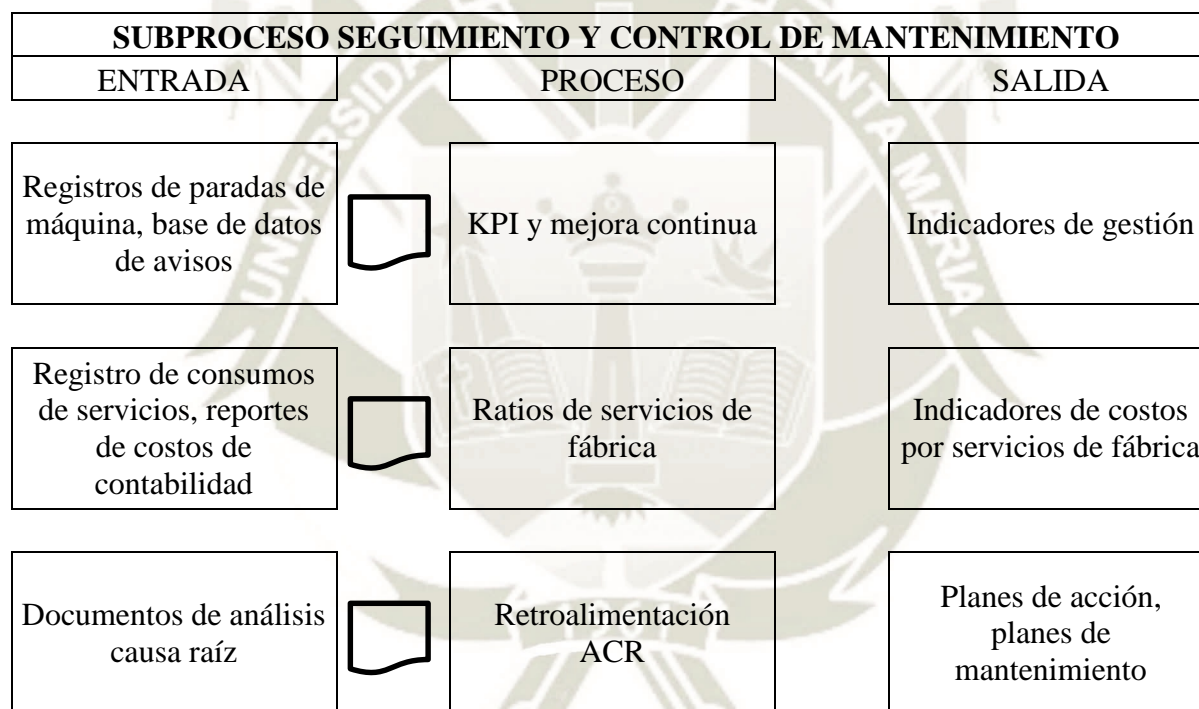 SUBPROCESO SEGUIMIENTO Y CONTROL DE MANTENIMIENTO
ENTRADA PROCESO SALIDA
Registros de paradas de
máquina, base de datos
de avisos
KPI y mejora continua
Indicadores de gestión
Registro de consumos
de servicios, reportes
de costos de
contabilidad
Ratios de servicios de
fábrica
Indicadores de costos
por servicios de fábrica
Documentos de análisis
causa raíz
Retroalimentación
ACR
Planes de acción,
planes de
mantenimiento
UNIVERSIDAD
SANTA MARIA